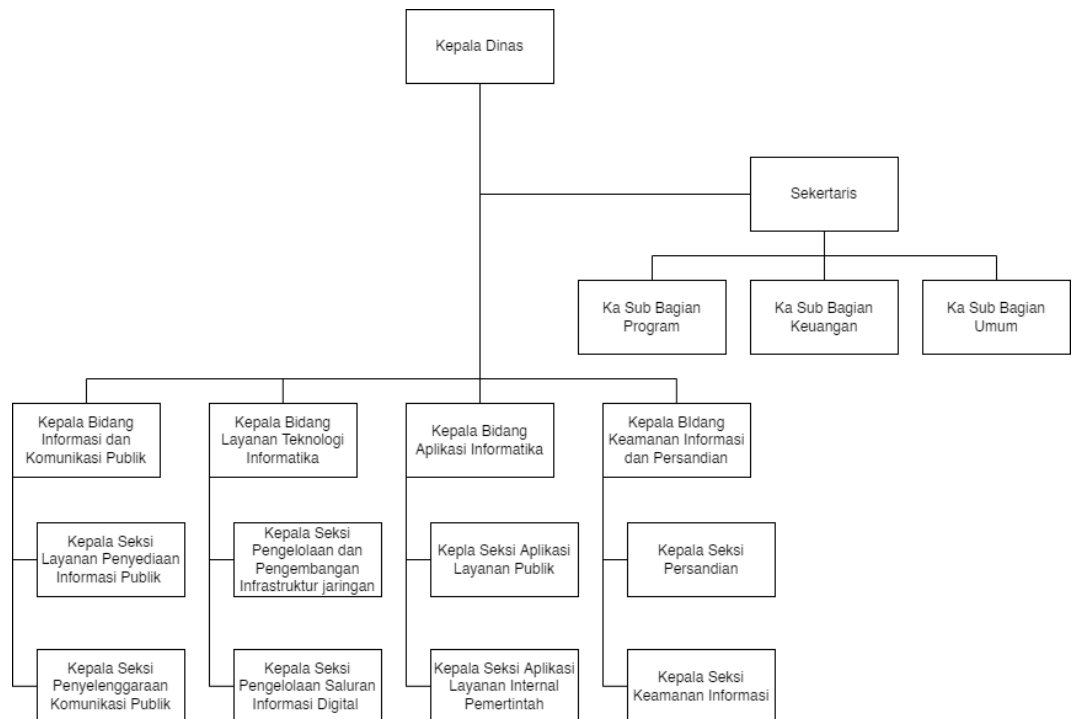 Kepala Dinas
Sekertaris
Ka Sub Bagian
Program
Ka Sub Bagian
Keuangan
Ka Sub Bagian
Umum
Kepala Bidang
Informasi dan
Komunikasi Publik
Kepala Bidang
Layanan Teknologi
Informatika
Kepala Bidang
Aplikasi Informatika
Kepala BIdang
Keamanan Informasi
dan Persandian
Kepala Seksi
Layanan Penyediaan
Informasi Publik
Kepala Seksi
Pengelolaan dan
Pengembangan
Infrastruktur jaringan
Kepla Seksi Aplikasi
Layanan Publik
Kepala Seksi
Persandian
Kepala Seksi
Penyelenggaraan
Komunikasi Publik
Kepala Seksi
Pengelolaan Saluran
Informasi Digital
Kepala Seksi Aplikasi
Layanan Internal
Pemertintah
Kepala Seksi
Keamanan Informasi